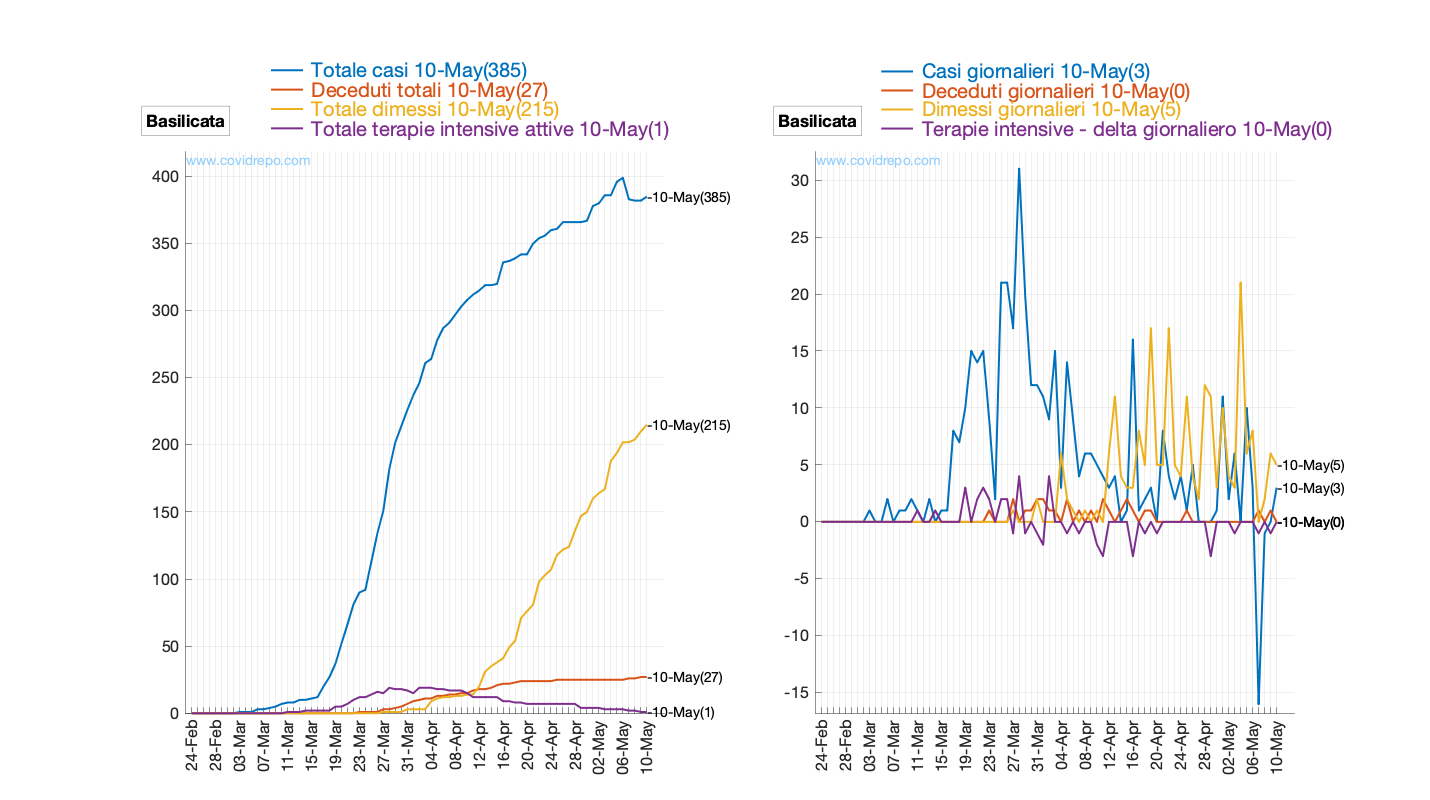 Totale casi 10-May(385)
Deceduti totali 10-May(27)
Totale dimessi 10-May(215)
Totale terapie intensive attive 10-May(1)
Basilicata
www.covidrepo.com
400
350
300
250
200
150
100
50
0
10-May(385)
10-May(215)
10-May(27)
10-May(1)
24-Feb
28-Feb
03-Mar
07-Mar
11-Mar
15-Mar
19-Mar
23-Mar
27-Mar
31-Mar
04-Apr
08-Apr
12-Apr
16-Apr
20-Apr
24-Apr
28-Apr
02-May
06-May
10-May
Casi giornalieri 10-May(3)
Deceduti giornalieri 10-May(0)
Dimessi giornalieri 10-May(5)
Terapie intensive - delta giornaliero 10-May(0)
Basilicata
www.covidrepo.com
30
25
20
15
10
5
0
-5
-10
-15
10-May(5)
10-May(3)
10-May(0)
24-Feb
28-Feb
03-Mar
07-Mar
11-Mar
15-Mar
19-Mar
23-Mar
27-Mar
31-Mar
04-Apr
08-Apr
12-Apr
16-Apr
20-Apr
24-Apr
28-Apr
02-May
06-May
10-May